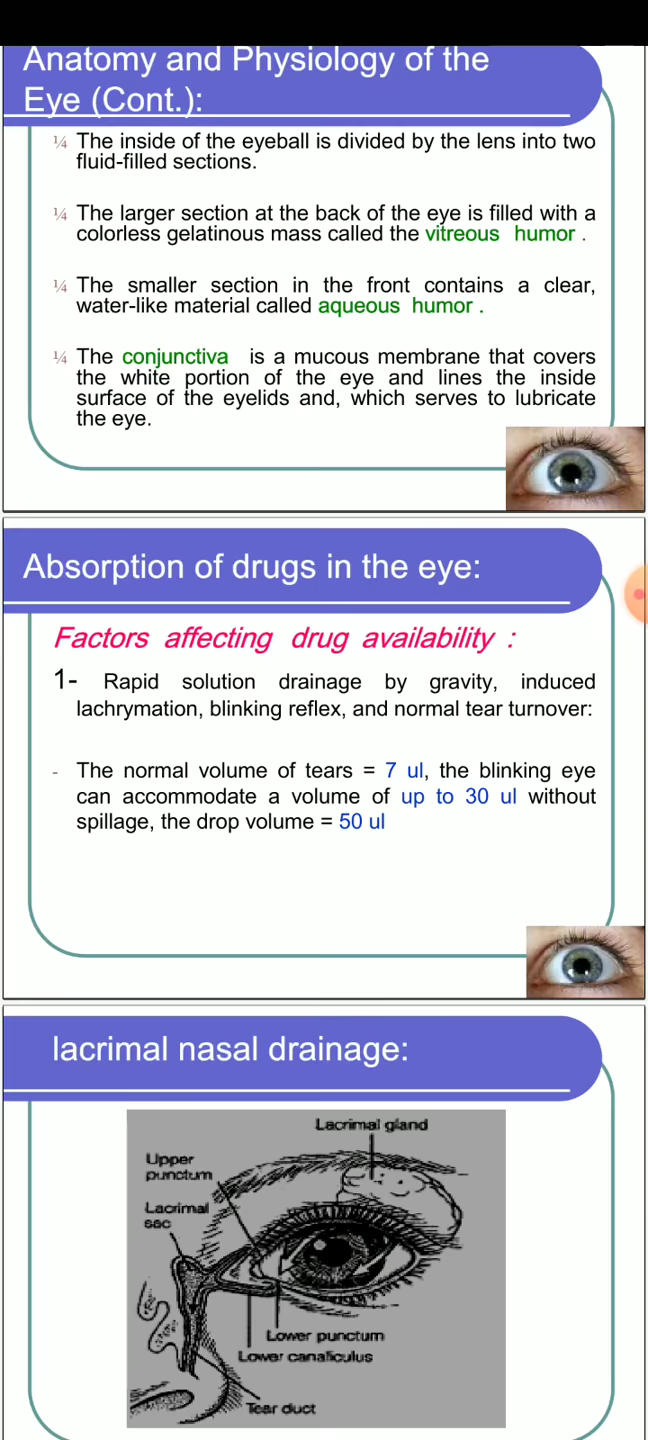 Anatomy and Physiology of the
Eye (Cont.):
¼ The inside of the eyeball is divided by the lens into two
fluid-filled sections.
¼ The larger section at the back of the eye is filled with a
colorless gelatinous mass called the vitreous humor .
¼ The smaller section in the front contains a clear,
water-like material called aqueous humor .
¼ The conjunctiva is a mucous membrane that covers
the white portion of the eye and lines the inside
surface of the eyelids and, which serves to lubricate
the eye.
Absorption of drugs in the eye:
Factors affecting drug availability :
1- Rapid solution drainage by gravity, induced
lachrymation, blinking reflex, and normal tear turnover:
- The normal volume of tears = 7 ul, the blinking eye
can accommodate a volume of up to 30 ul without
spillage, the drop volume = 50 ul
lacrimal nasal drainage:
Lacrimal gland
Upper
punctum
Lacrimal
sac
Lower punctum
Lower canaliculus
Tear duct